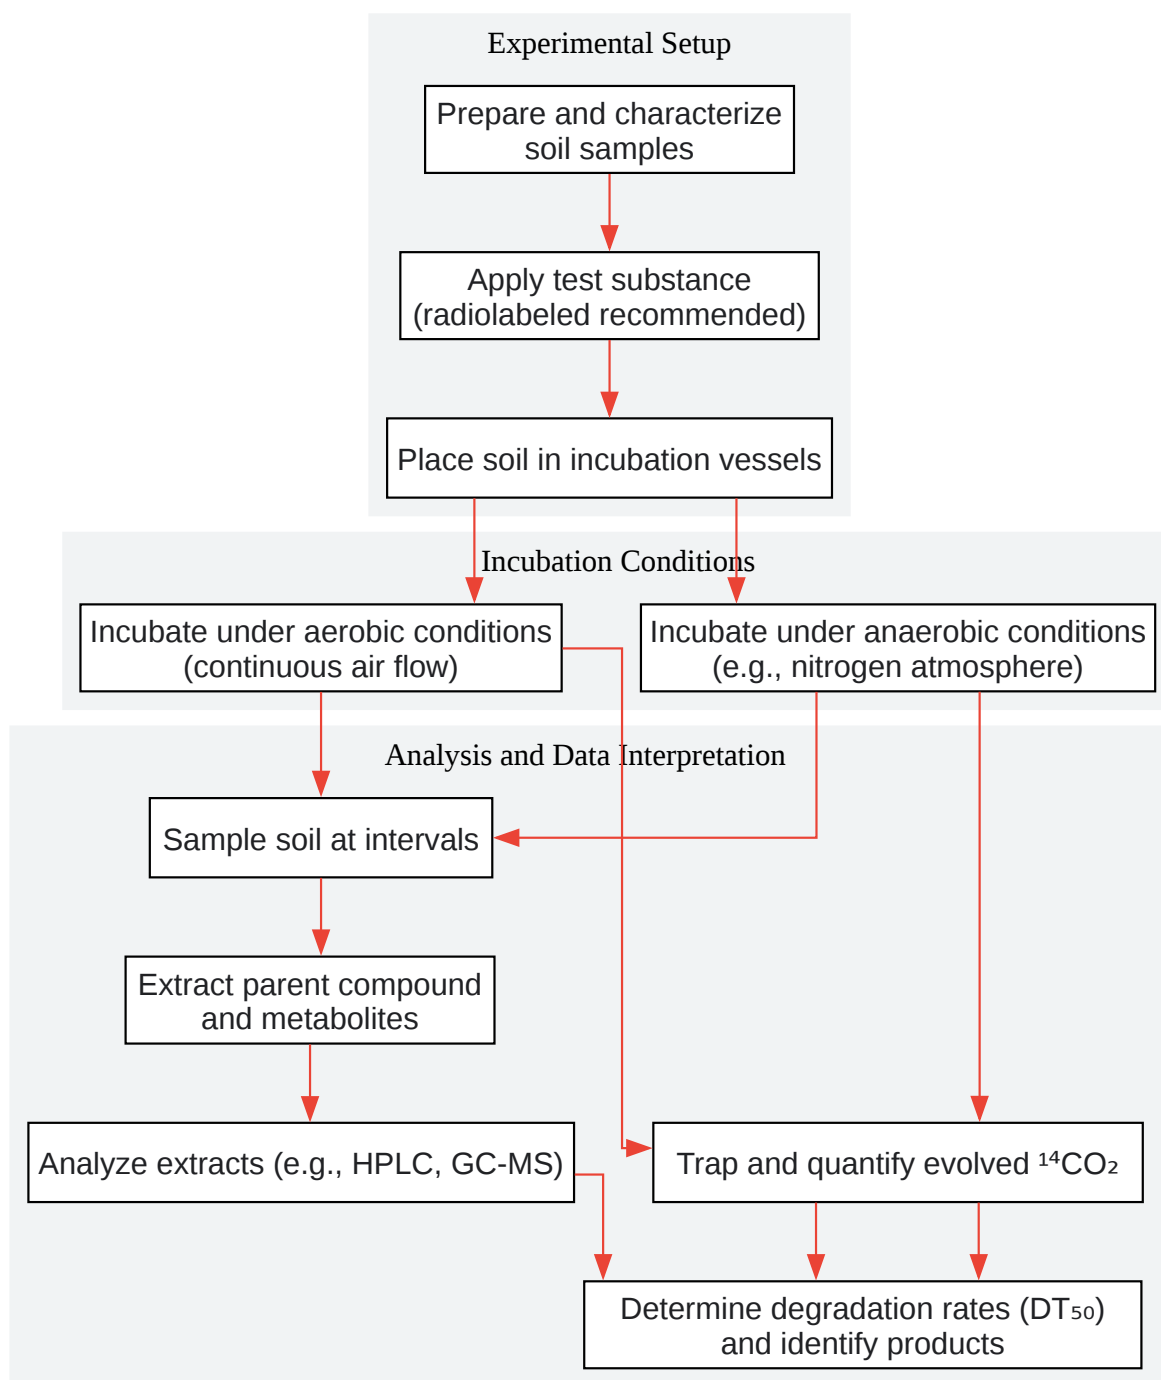 Experimental Setup
Prepare and characterize
soil samples
Apply test substance
(radiolabeled recommended)
Place soil in incubation vessels
Incubation Conditions
Incubate under aerobic conditions
(continuous air flow)
Incubate under anaerobic conditions
(e.g., nitrogen atmosphere)
Analysis and Data Interpretation
Sample soil at intervals
Extract parent compound
and metabolites
Analyze extracts (e.g., HPLC, GC-MS)
Trap and quantify evolved ¹⁴CO₂
Determine degradation rates (DT₅₀)
and identify products